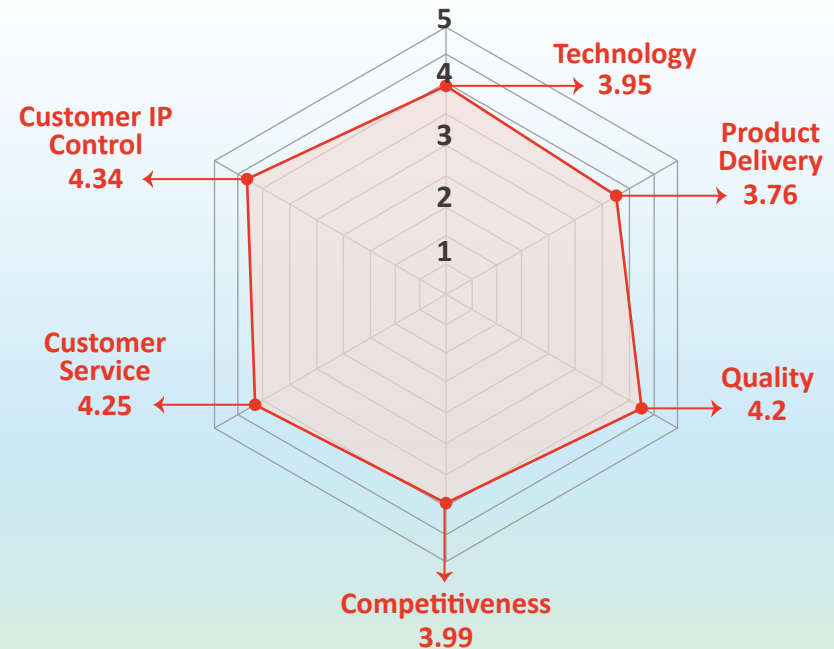 5
4
3
2
1
Technology
3.95
Product
Delivery
3.76
Quality
4.2
Competitiveness
3.99
Customer
Service
4.25
Customer IP
Control
4.34